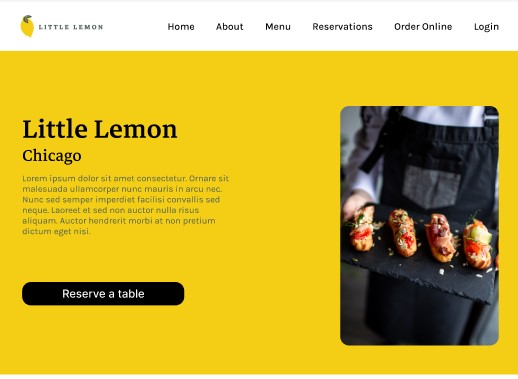 LITTLE LEMON
Home About Menu Reservations Order Online Login
Little Lemon
Chicago
Lorem ipsum dolor sit amet consectetur. Ornare sit
malesuada ullamcorper nunc mauris in arcu nec.
Nunc sed semper imperdiet facilisi convallis sed
neque. Laoreet et sed non auctor nulla risus
aliquam. Auctor hendrerit morbi at non pretium
dictum eget nisi.
Reserve a table